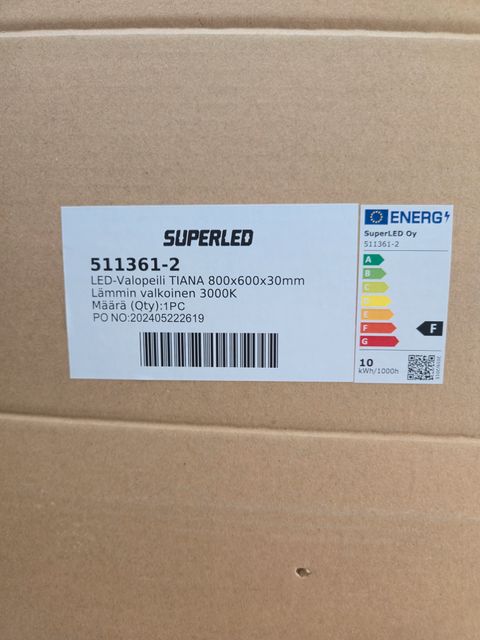 SUPERLED
511361-2
LED-Valopeili TIANA 800x600x30mm
Lämmin valkoinen 3000K
Määrä (Qty):1PC
PO NO:202405222619
ENERG
SuperLED Oy
511361-2
A
B
C
D
E
F
G
F
10
kWh/1000h